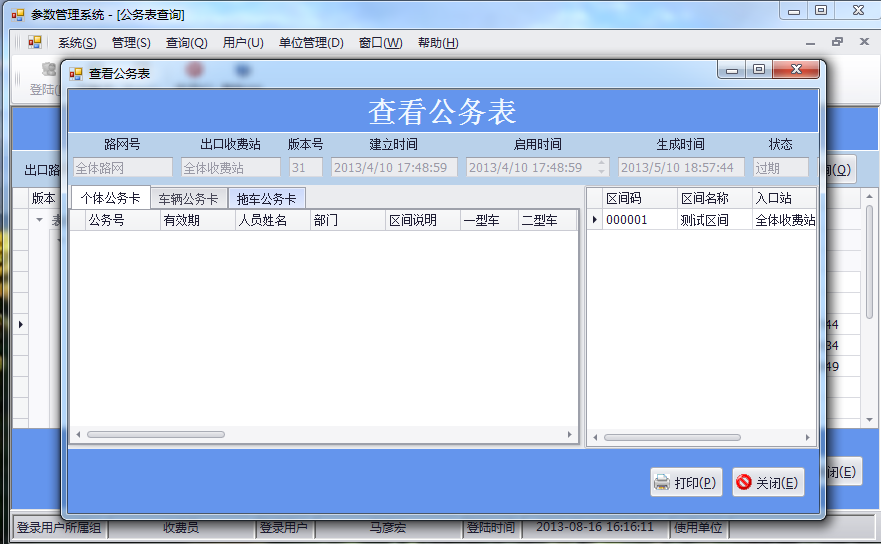 参数管理系统 - [公务表查询]
系统(S) 管理(S) 查询(Q) 用户(U) 单位管理(D) 窗口(W) 帮助(H)
登陆(
查看公务表
查看公务表
路网号 出口收费站 版本号 建立时间 启用时间 生成时间 状态
全体路网 全体收费站 31 2013/4/10 17:48:59 2013/4/10 17:48:59 2013/5/10 18:57:44 过期
出口路 (Q)
个体公务卡 车辆公务卡 拖车公务卡
版本
公务号 有效期 人员姓名 部门 区间说明 一型车 二型车
区间码 区间名称 入口站
000001 测试区间 全体收费站
44
34
49
打印(P) 关闭(E)
闭(E)
登录用户所属组 收费员 登录用户 马彦宏 登陆时间 2013-08-16 16:16:11 使用单位